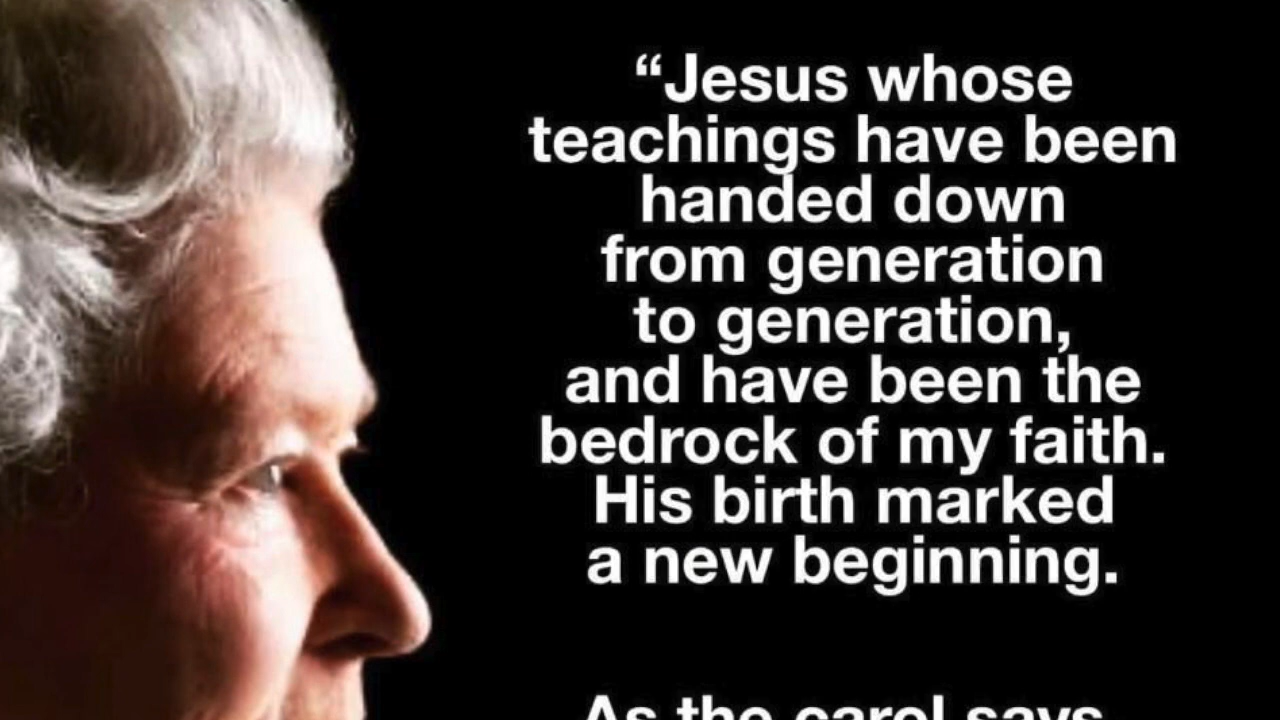 “Jesus whose
teachings have been
handed down
from generation
to generation,
and have been the
bedrock of my faith.
His birth marked
a new beginning.
As the carol says